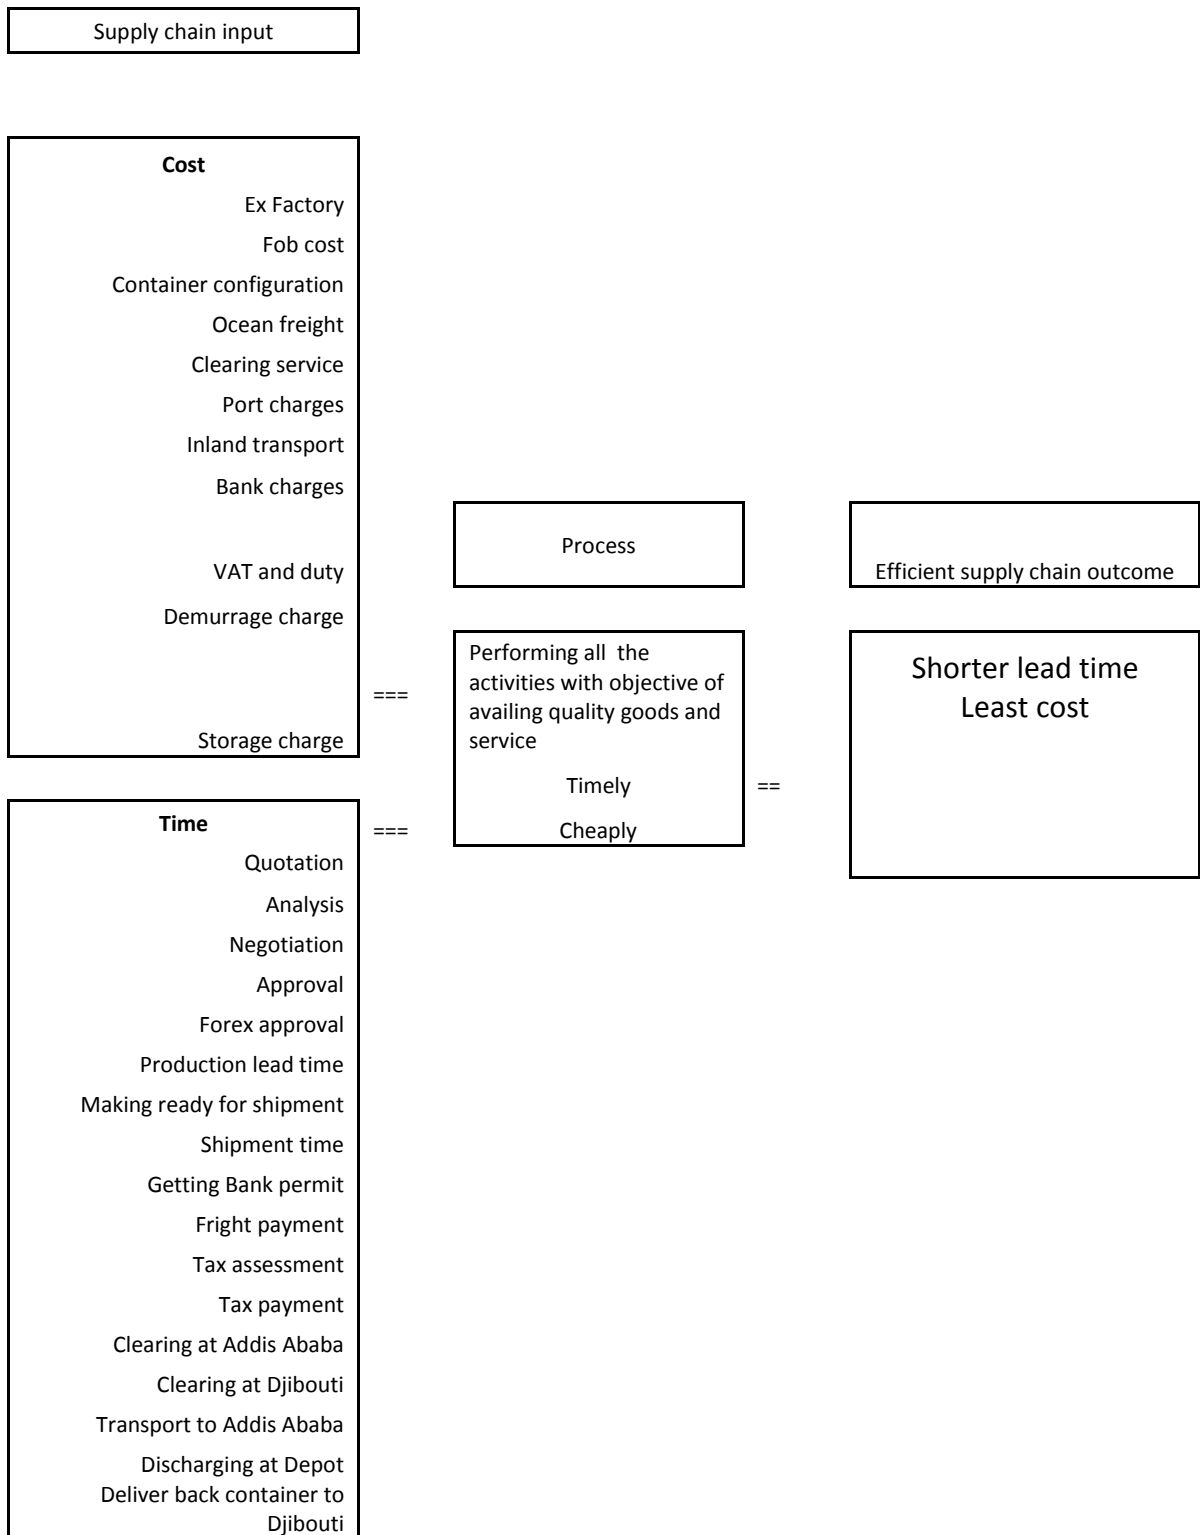 Supply chain input
Cost
Ex Factory
Fob cost
Container configuration
Ocean freight
Clearing service
Port charges
Inland transport
Bank charges
VAT and duty
Demurrage charge
Storage charge
===
Time
Quotation
Analysis
Negotiation
Approval
Forex approval
Production lead time
Making ready for shipment
Shipment time
Getting Bank permit
Fright payment
Tax assessment
Tax payment
Clearing at Addis Ababa
Clearing at Djibouti
Transport to Addis Ababa
Discharging at Depot
Deliver back container to
Djibouti
===
Process
Performing all the
activities with objective of
availing quality goods and
service
Timely
Cheaply
==
Efficient supply chain outcome
Shorter lead time
Least cost